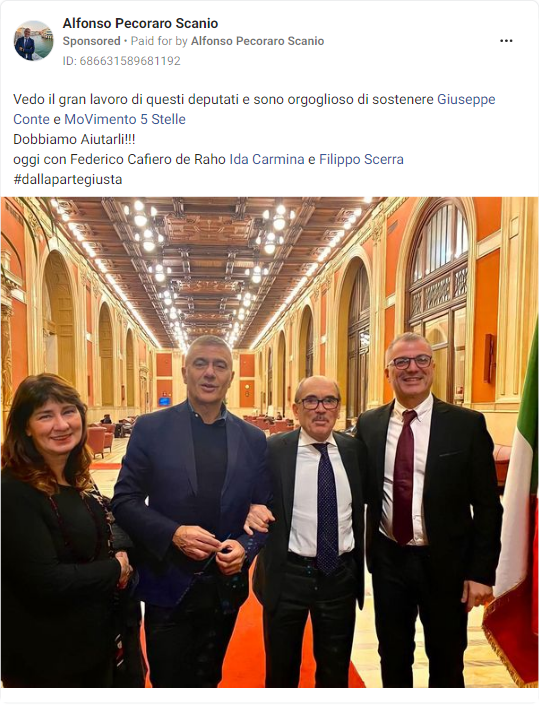 Alfonso Pecoraro Scanio
Sponsored • Paid for by Alfonso Pecoraro Scanio
ID: 686631589681192
Vedo il gran lavoro di questi deputati e sono orgoglioso di sostenere Giuseppe
Conte e MoVimento 5 Stelle
Dobbiamo Aiutarli!!!
oggi con Federico Cafiero de Raho Ida Carmina e Filippo Scerra
#dallapartegiusta